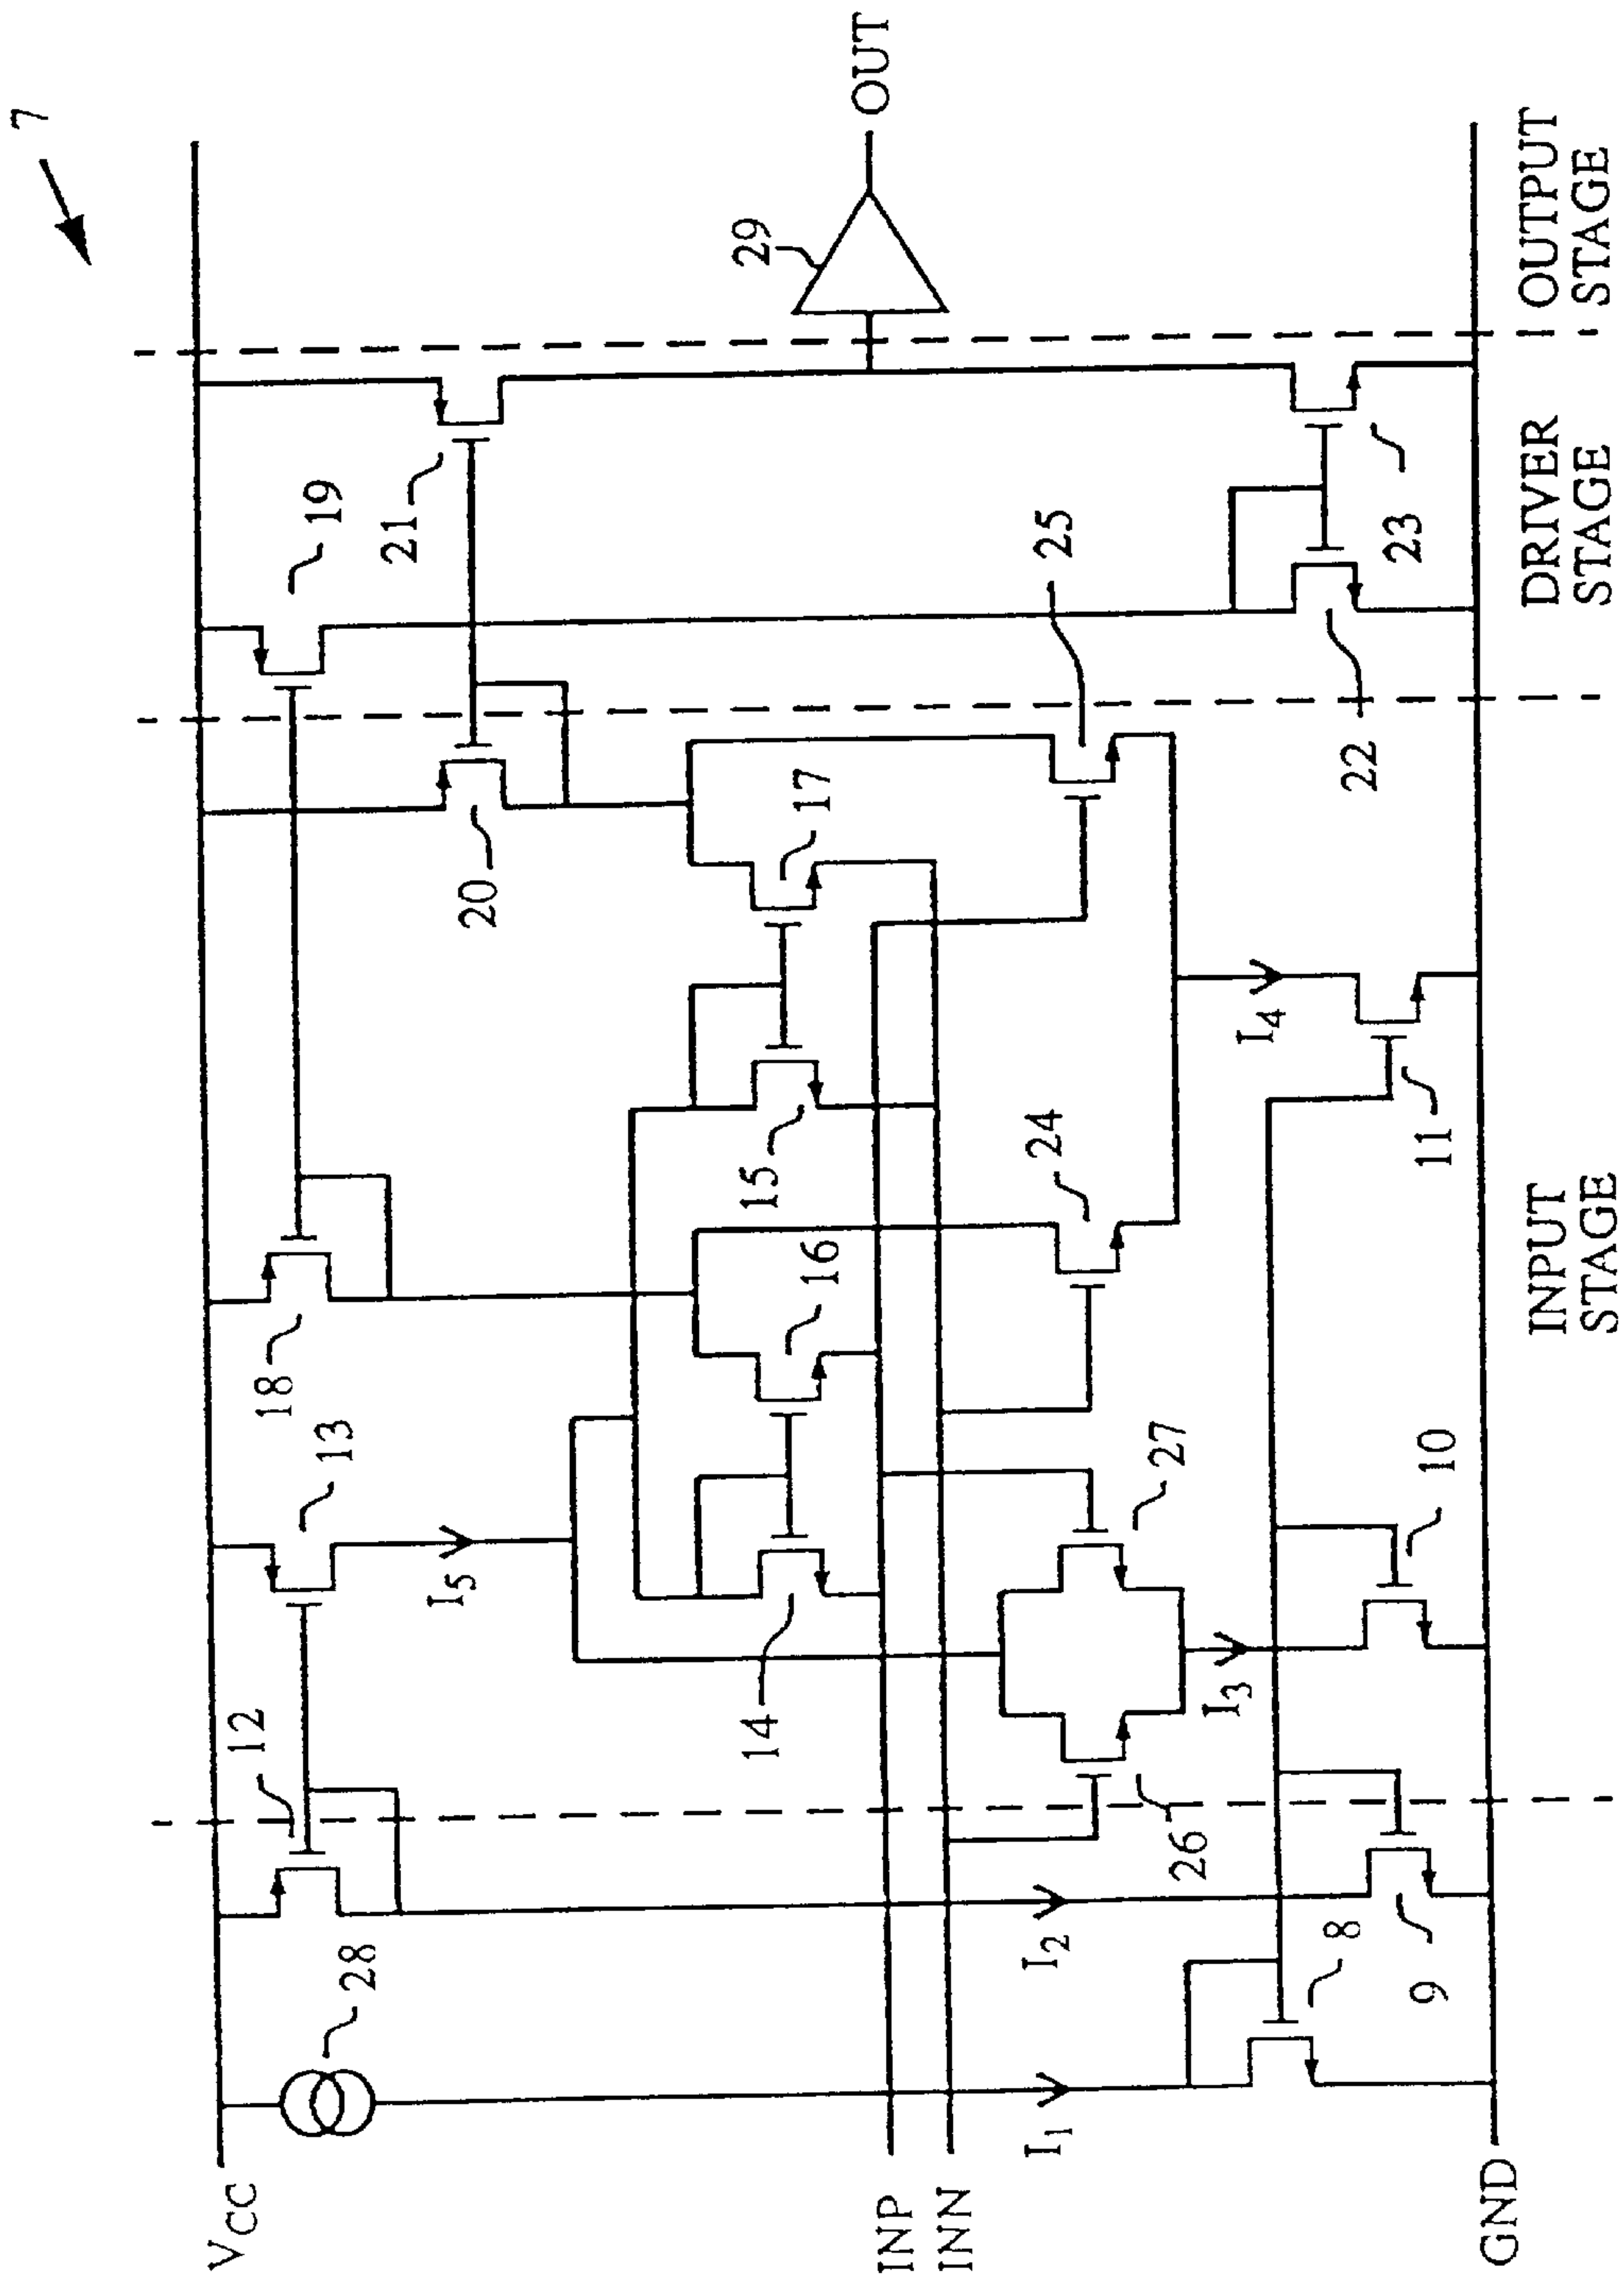 7
V_CC
28
12
13
18
19
20
21
I₅
14
16
15
17
25
24
27
26
INP
INN
29
OUT
I₁
I₂
I₃
I₄
8
9
10
11
22
23
GND
INPUT
STAGE
DRIVER
STAGE
OUTPUT
STAGE